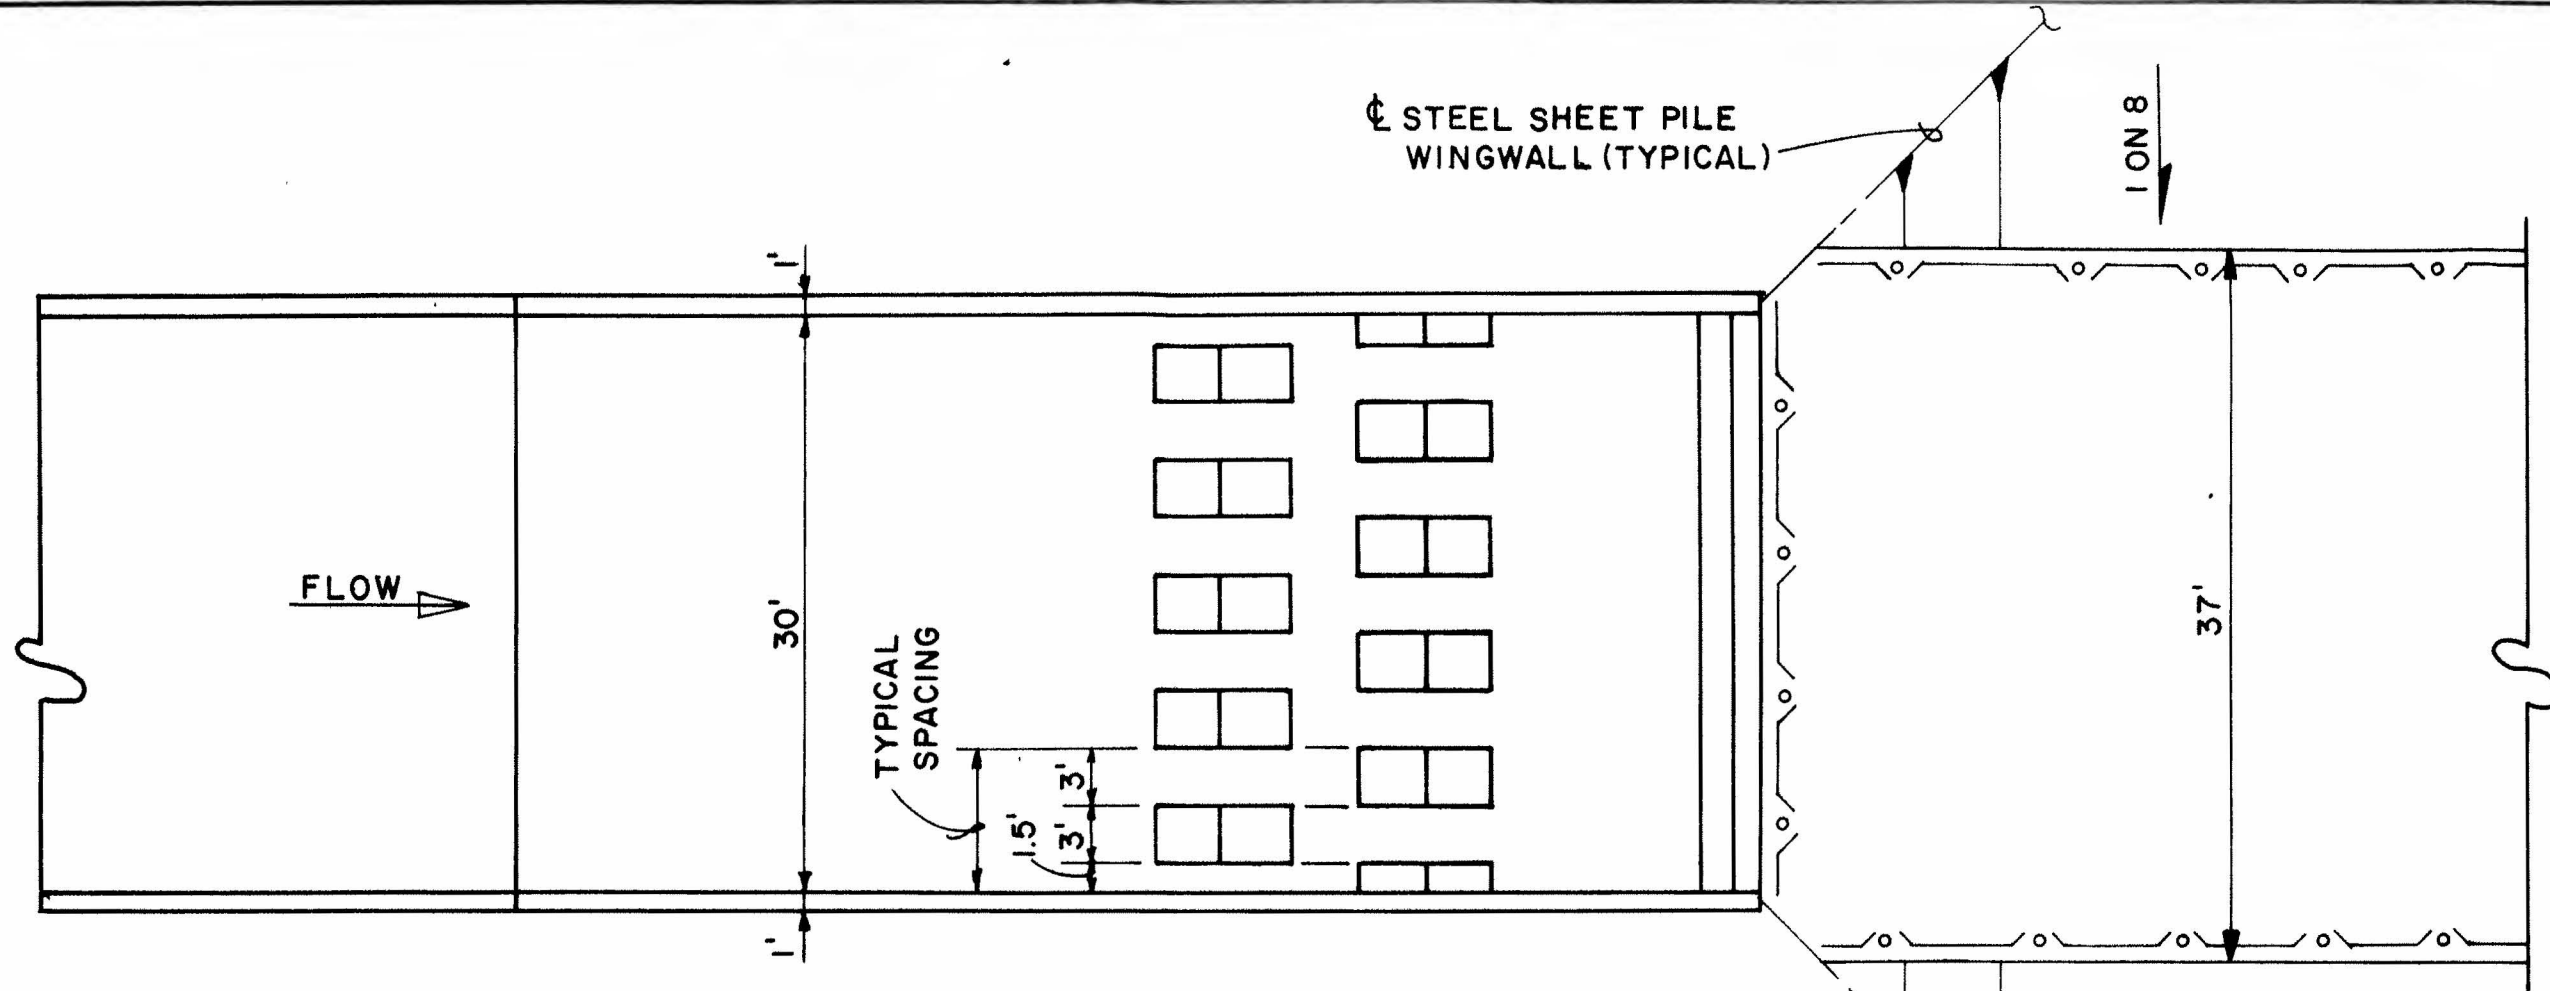 ℄ STEEL SHEET PILE
WINGWALL (TYPICAL)
1 ON 8
1'
FLOW
30'
TYPICAL
SPACING
3'
3'
1.5'
37'
1'